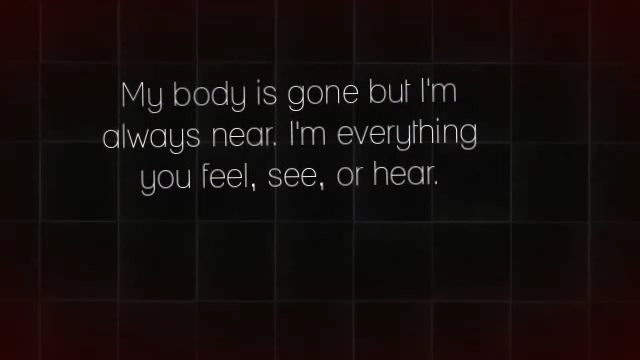 My body is gone but I'm
always near. I'm everything
you feel, see, or hear.